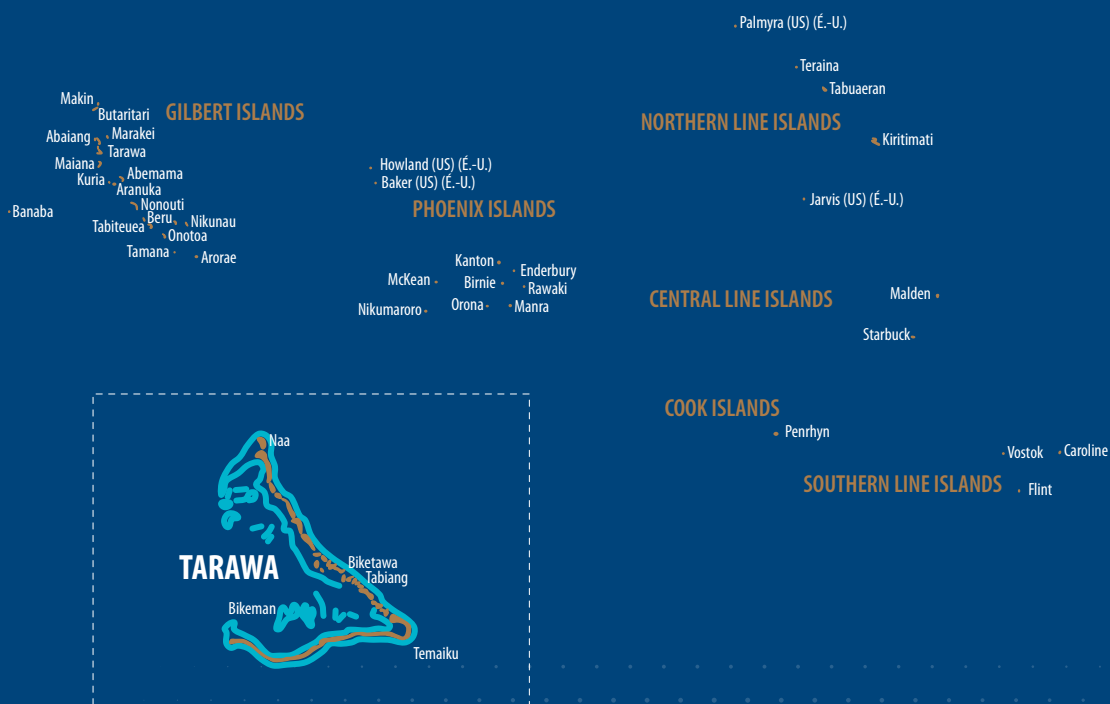 Palmyra (US) (É.-U.)
Teraina
Tabuaeran
NORTHERN LINE ISLANDS
Kiritimati
Jarvis (US) (É.-U.)
Makin
Butaritari
GILBERT ISLANDS
Abaiang
Marakei
Tarawa
Maiana
Abemama
Kuria
Aranuka
Nonouti
Banaba
Beru
Nikunau
Tabiteuea
Onotoa
Tamana
Arorae
Howland (US) (É.-U.)
Baker (US) (É.-U.)
PHOENIX ISLANDS
Kanton
Enderbury
McKean
Birnie
Rawaki
Nikumaroro
Orona
Manra
CENTRAL LINE ISLANDS
Malden
Starbuck
COOK ISLANDS
Penrhyn
Vostok
Caroline
SOUTHERN LINE ISLANDS
Flint
Naa
TARAWA
Biketawa
Tabiang
Bikeman
Temaiku